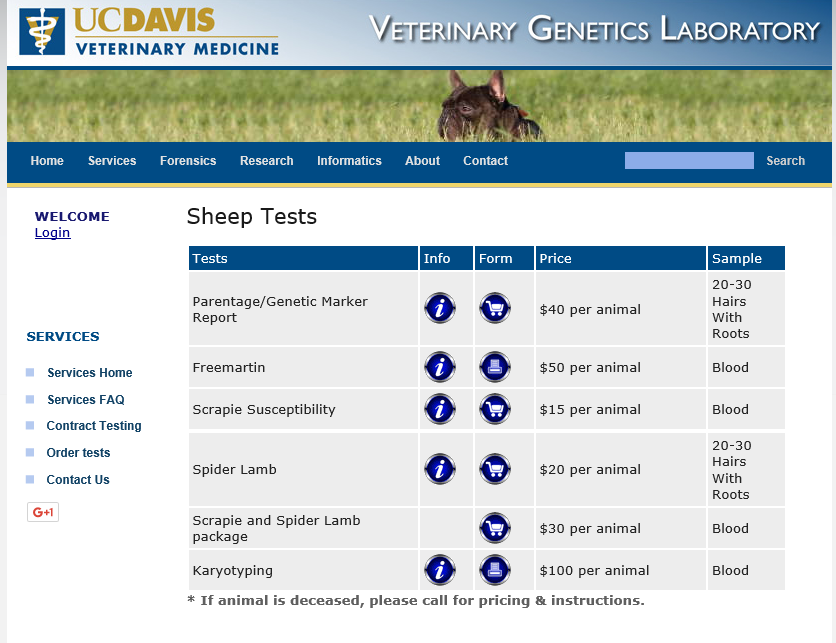 UCDAVIS
VETERINARY MEDICINE
VETERINARY GENETICS LABORATORY
Home Services Forensics Research Informatics About Contact Search
WELCOME
Login
SERVICES
Services Home
Services FAQ
Contract Testing
Order tests
Contact Us
G+1
Sheep Tests
Tests Info Form Price Sample
Parentage/Genetic Marker
Report
i
$40 per animal
20-30
Hairs
With
Roots
Freemartin i $50 per animal Blood
Scrapie Susceptibility i $15 per animal Blood
Spider Lamb i $20 per animal
20-30
Hairs
With
Roots
Scrapie and Spider Lamb
package
$30 per animal Blood
Karyotyping i $100 per animal Blood
* If animal is deceased, please call for pricing & instructions.